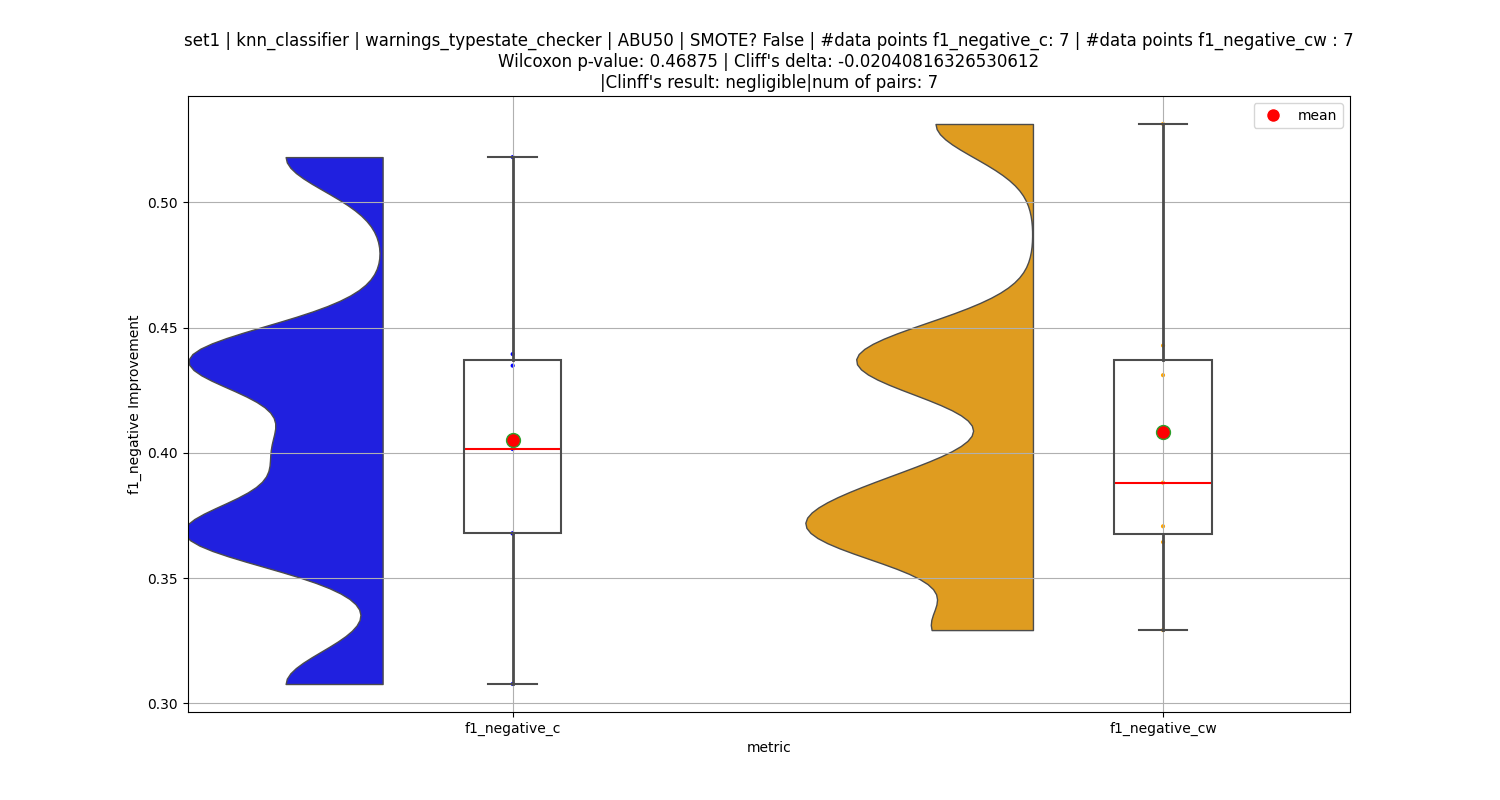 set1 | knn_classifier | warnings_typestate_checker | ABU50 | SMOTE? False | #data points f1_negative_c: 7 | #data points f1_negative_cw : 7
Wilcoxon p-value: 0.46875 | Cliff's delta: -0.02040816326530612
|Clinff's result: negligible|num of pairs: 7
mean
0.50
0.45
0.40
0.35
0.30
f1_negative Improvement
f1_negative_c
f1_negative_cw
metric